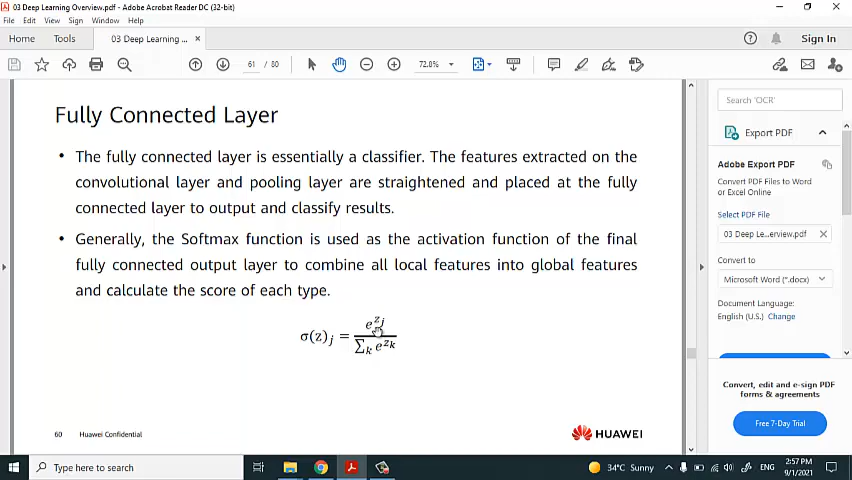 03 Deep Learning Overview.pdf - Adobe Acrobat Reader DC (32-bit)
File Edit View Sign Window Help
Home Tools 03 Deep Learning ... × Sign In
61 / 80 72.8%
Fully Connected Layer
• The fully connected layer is essentially a classifier. The features extracted on the
convolutional layer and pooling layer are straightened and placed at the fully
connected layer to output and classify results.
• Generally, the Softmax function is used as the activation function of the final
fully connected output layer to combine all local features into global features
and calculate the score of each type.
σ(z)_j = e^{z_j} / ∑_k e^{z_k}
60 Huawei Confidential
HUAWEI
Search 'OCR'
Export PDF
Adobe Export PDF
Convert PDF Files to Word
or Excel Online
Select PDF File
03 Deep Le...erview.pdf
Convert to
Microsoft Word (*.docx)
Document Language:
English (U.S.) Change
Convert, edit and e-sign PDF
forms & agreements
Free 7-Day Trial
Type here to search
34°C Sunny
ENG
2:57 PM
9/1/2021